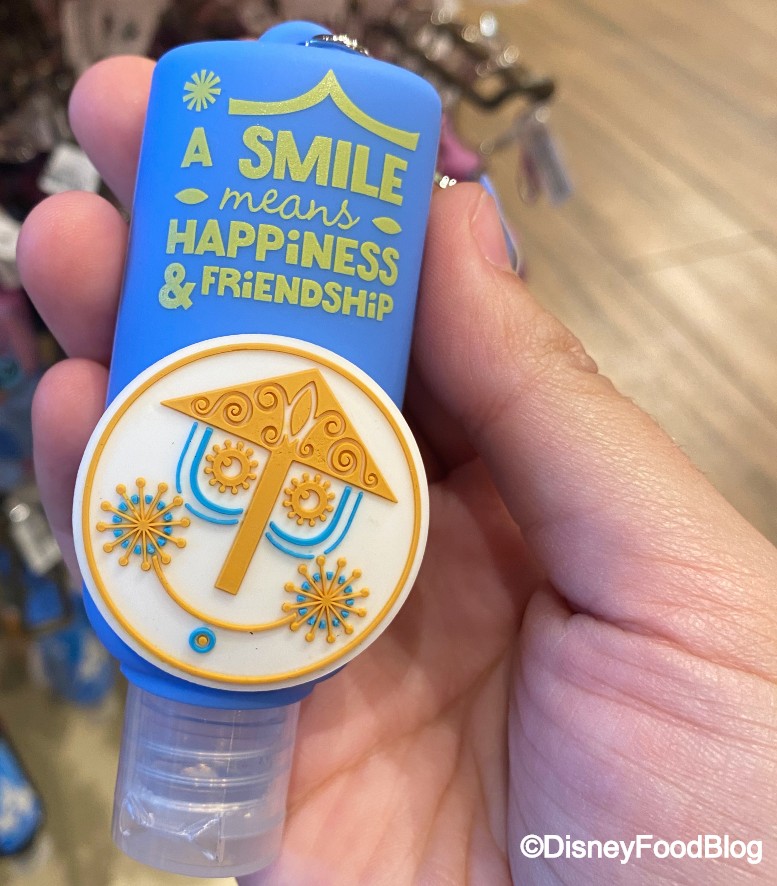 A SMILE
means
HAPPiNESS
& FRiENDSHiP
©DisneyFoodBlog